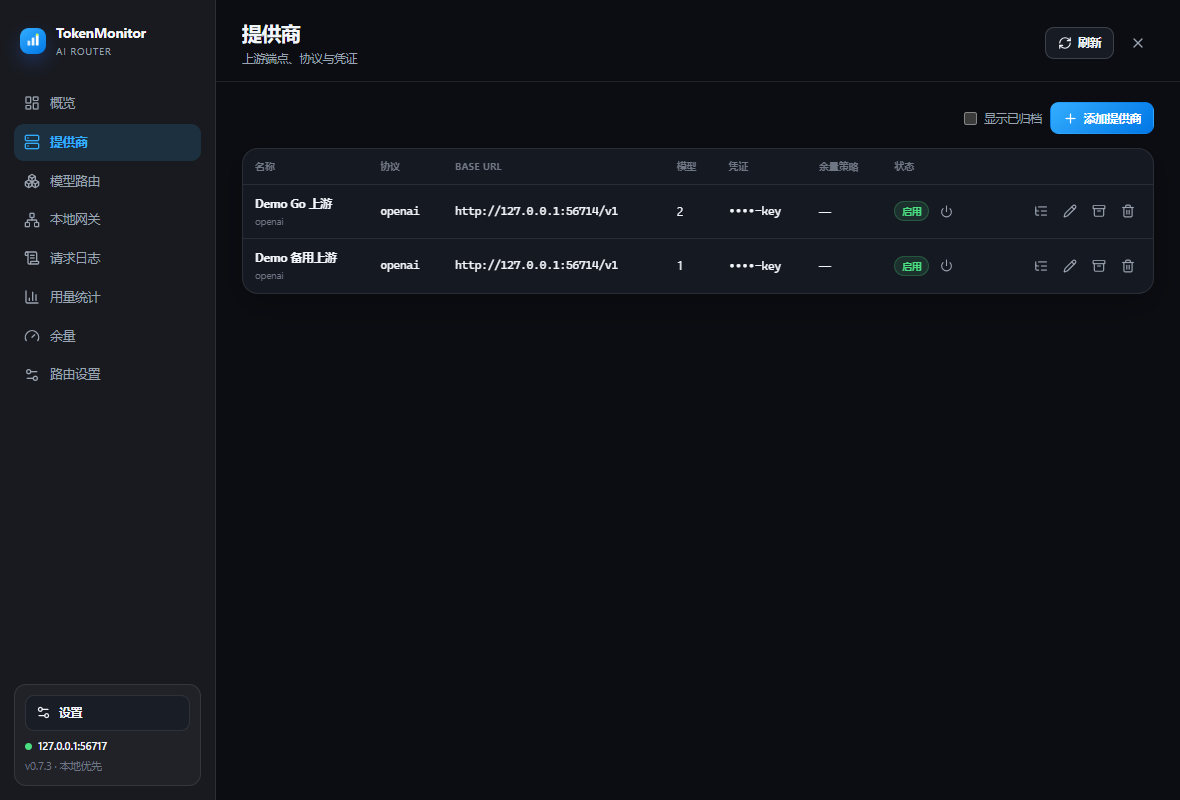 TokenMonitor
AI ROUTER
概览
提供商
模型路由
本地网关
请求日志
用量统计
余量
路由设置
设置
127.0.0.1:56717
v0.7.3 · 本地优先
提供商
上游端点、协议与凭证
刷新
显示已归档
添加提供商
名称 协议 BASE URL 模型 凭证 余量策略 状态
Demo Go 上游 openai http://127.0.0.1:56714/v1 2 ••••-key — 启用
openai
Demo 备用上游 openai http://127.0.0.1:56714/v1 1 ••••-key — 启用
openai